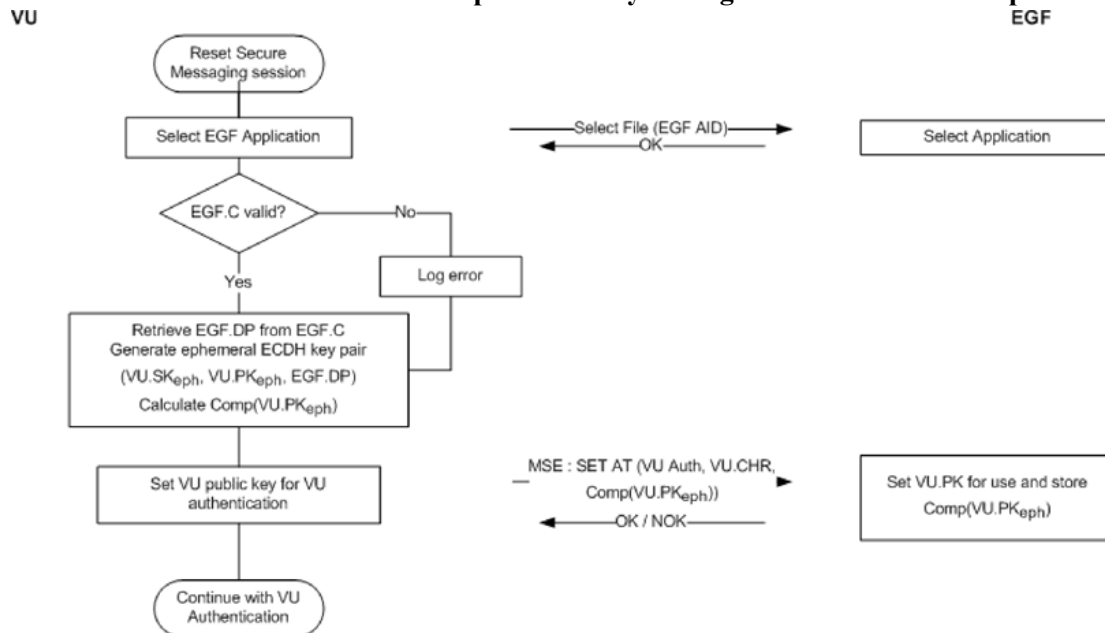 VU
EGF
Reset Secure
Messaging session
Select EGF Application
Select File (EGF AID)
OK
Select Application
EGF.C valid?
No
Log error
Yes
Retrieve EGF.DP from EGF.C
Generate ephemeral ECDH key pair
(VU.SKeph, VU.PKeph, EGF.DP)
Calculate Comp(VU.PKeph)
Set VU public key for VU
authentication
MSE : SET AT (VU Auth, VU.CHR,
Comp(VU.PKeph))
OK / NOK
Set VU.PK for use and store
Comp(VU.PKeph)
Continue with VU
Authentication